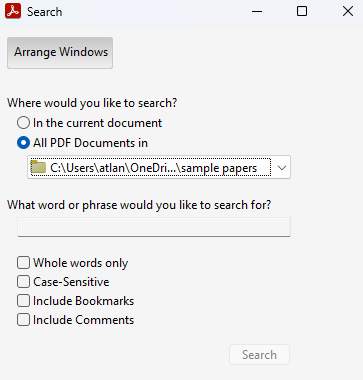 Search
Arrange Windows
Where would you like to search?
In the current document
All PDF Documents in
C:\Users\atlan\OneDri...\sample papers
What word or phrase would you like to search for?
Whole words only
Case-Sensitive
Include Bookmarks
Include Comments
Search